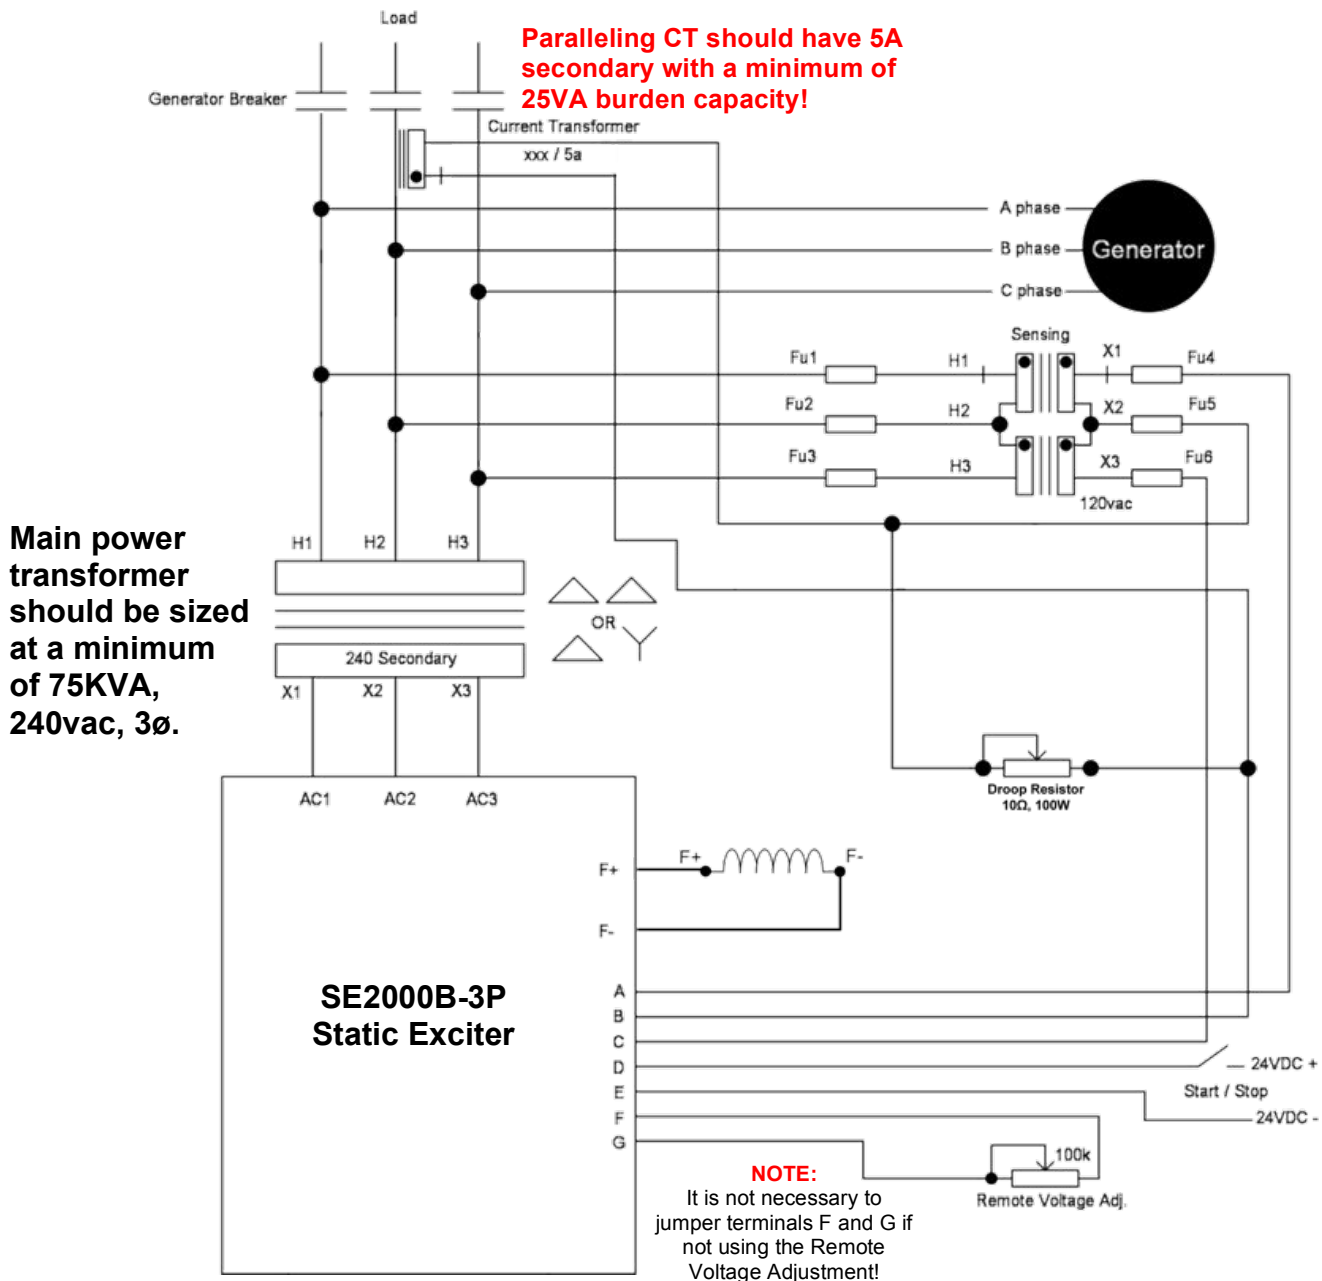 Load
Paralleling CT should have 5A
secondary with a minimum of
25VA burden capacity!
Generator Breaker
Current Transformer
xxx / 5a
A phase
B phase
C phase
Generator
Sensing
Fu1
H1
X1
Fu4
Fu2
H2
X2
Fu5
Fu3
H3
X3
Fu6
120vac
Main power
transformer
should be sized
at a minimum
of 75KVA,
240vac, 3ø.
H1
H2
H3
OR
240 Secondary
X1
X2
X3
AC1
AC2
AC3
Droop Resistor
10Ω, 100W
F+
F+
F-
F-
SE2000B-3P
Static Exciter
A
B
C
D
E
F
G
24VDC +
Start / Stop
24VDC -
100k
Remote Voltage Adj.
NOTE:
It is not necessary to
jumper terminals F and G if
not using the Remote
Voltage Adjustment!